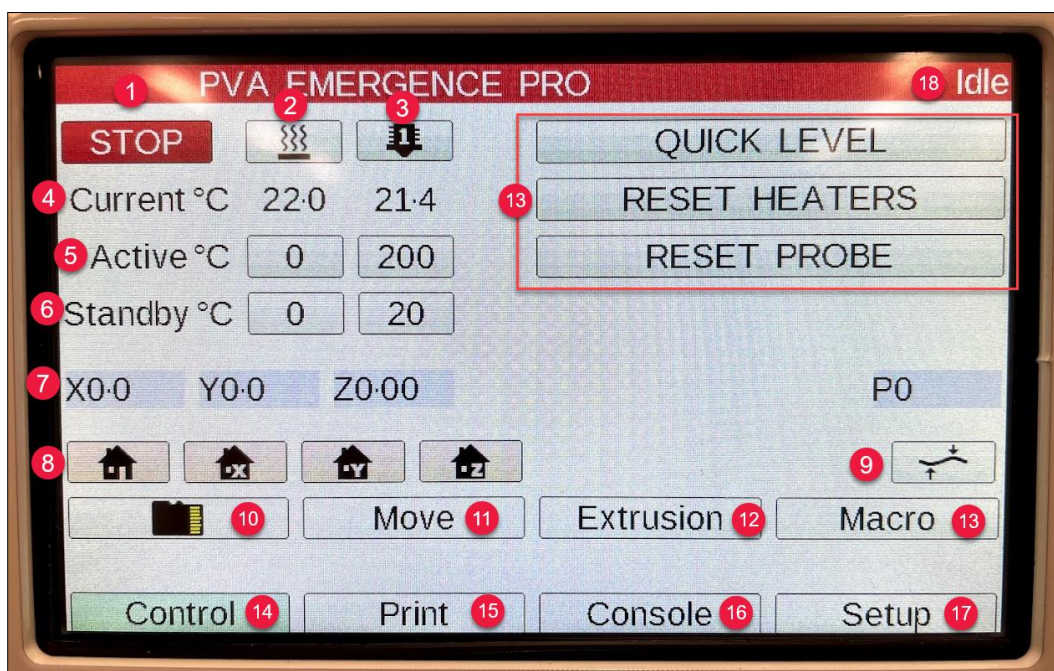 1 PVA EMERGENCE PRO 18 Idle
2 3
STOP 1 QUICK LEVEL
4 Current °C 22·0 21·4 13 RESET HEATERS
5 Active °C 0 200 RESET PROBE
6 Standby °C 0 20
7 X0·0 Y0·0 Z0·00 P0
8 X Y Z 9
10 Move 11 Extrusion 12 Macro 13
Control 14 Print 15 Console 16 Setup 17